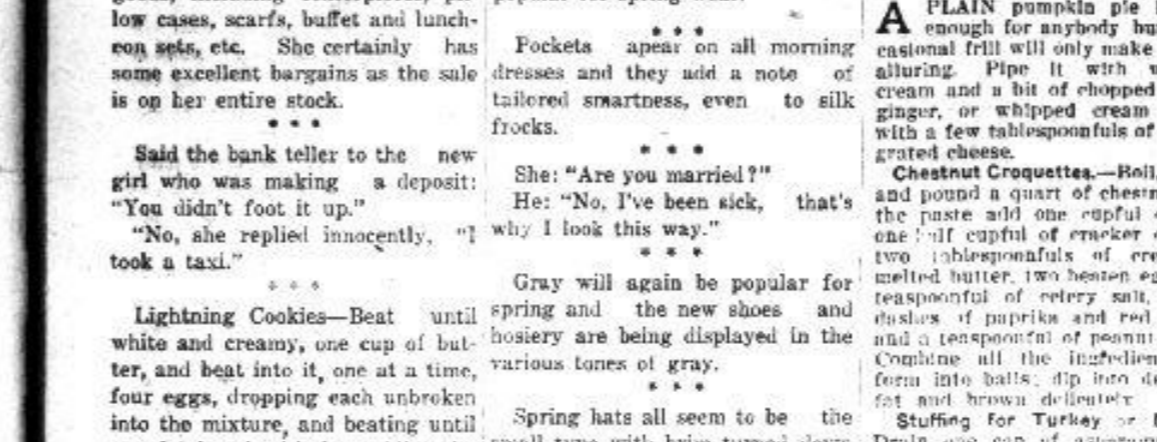 low cases, scarfs, buffet and lunch-
eon sets, etc. She certainly has
some excellent bargains as the sale
is on her entire stock.
* * *
Said the bank teller to the new
girl who was making a deposit:
"You didn't foot it up."
"No, she replied innocently, "I
took a taxi."
* * *
Lightning Cookies—Beat until
white and creamy, one cup of but-
ter, and beat into it, one at a time,
four eggs, dropping each unbroken
into the mixture, and beating until
* * *
Pockets apear on all morning
dresses and they add a note of
tailored smartness, even to silk
frocks.
* * *
She: "Are you married?"
He: "No, I've been sick, that's
why I look this way."
* * *
Gray will again be popular for
spring and the new shoes and
hosiery are being displayed in the
various tones of gray.
* * *
Spring hats all seem to be the
A PLAIN pumpkin pie
enough for anybody
casional frill will only make
alluring. Pipe it with
cream and a bit of chopped
ginger, or whipped cream
with a few tablespoonfuls of
grated cheese.
Chestnut Croquettes.—Boil,
and pound a quart of
the paste add one cupful
one half cupful of cracker
two tablespoonfuls of
melted butter, two beaten
teaspoonful of celery salt,
dashes of paprika and red
and a teaspoonful of
Combine all the
form into balls; dip into
fat and brown delicately
Stuffing for Turkey or